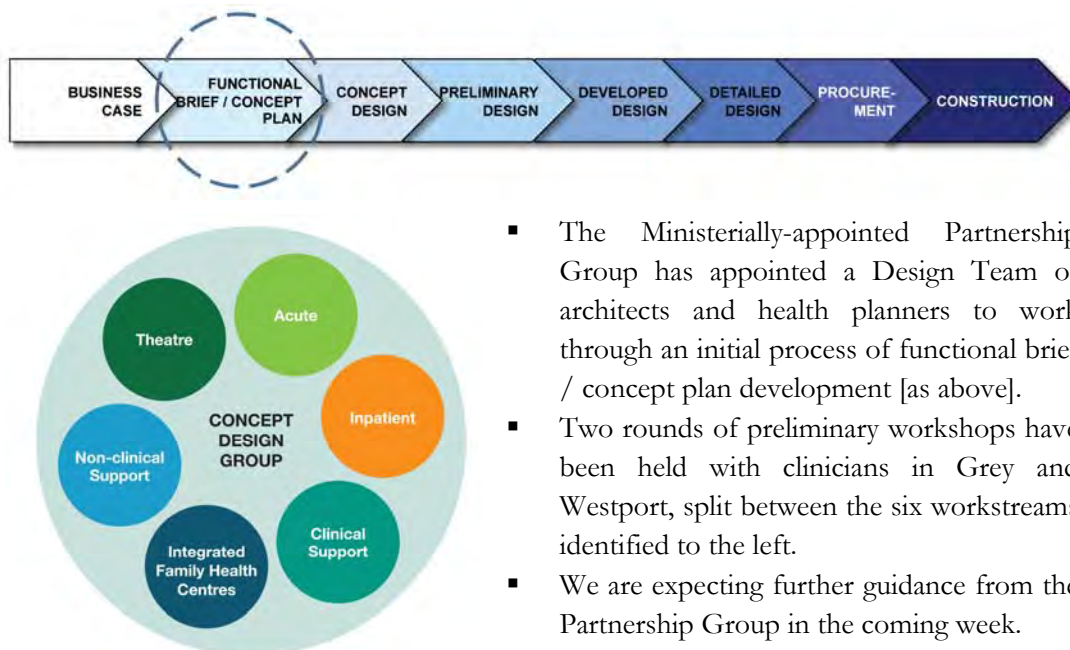 BUSINESS
CASE
FUNCTIONAL
BRIEF / CONCEPT
PLAN
CONCEPT
DESIGN
PRELIMINARY
DESIGN
DEVELOPED
DESIGN
DETAILED
DESIGN
PROCURE-
MENT
CONSTRUCTION
Acute
Theatre
Inpatient
CONCEPT
DESIGN
GROUP
Non-clinical
Support
Clinical
Support
Integrated
Family Health
Centres
▪ The Ministerially-appointed Partnership
Group has appointed a Design Team o
architects and health planners to work
through an initial process of functional brie
/ concept plan development [as above].
▪ Two rounds of preliminary workshops have
been held with clinicians in Grey and
Westport, split between the six workstreams
identified to the left.
▪ We are expecting further guidance from the
Partnership Group in the coming week.